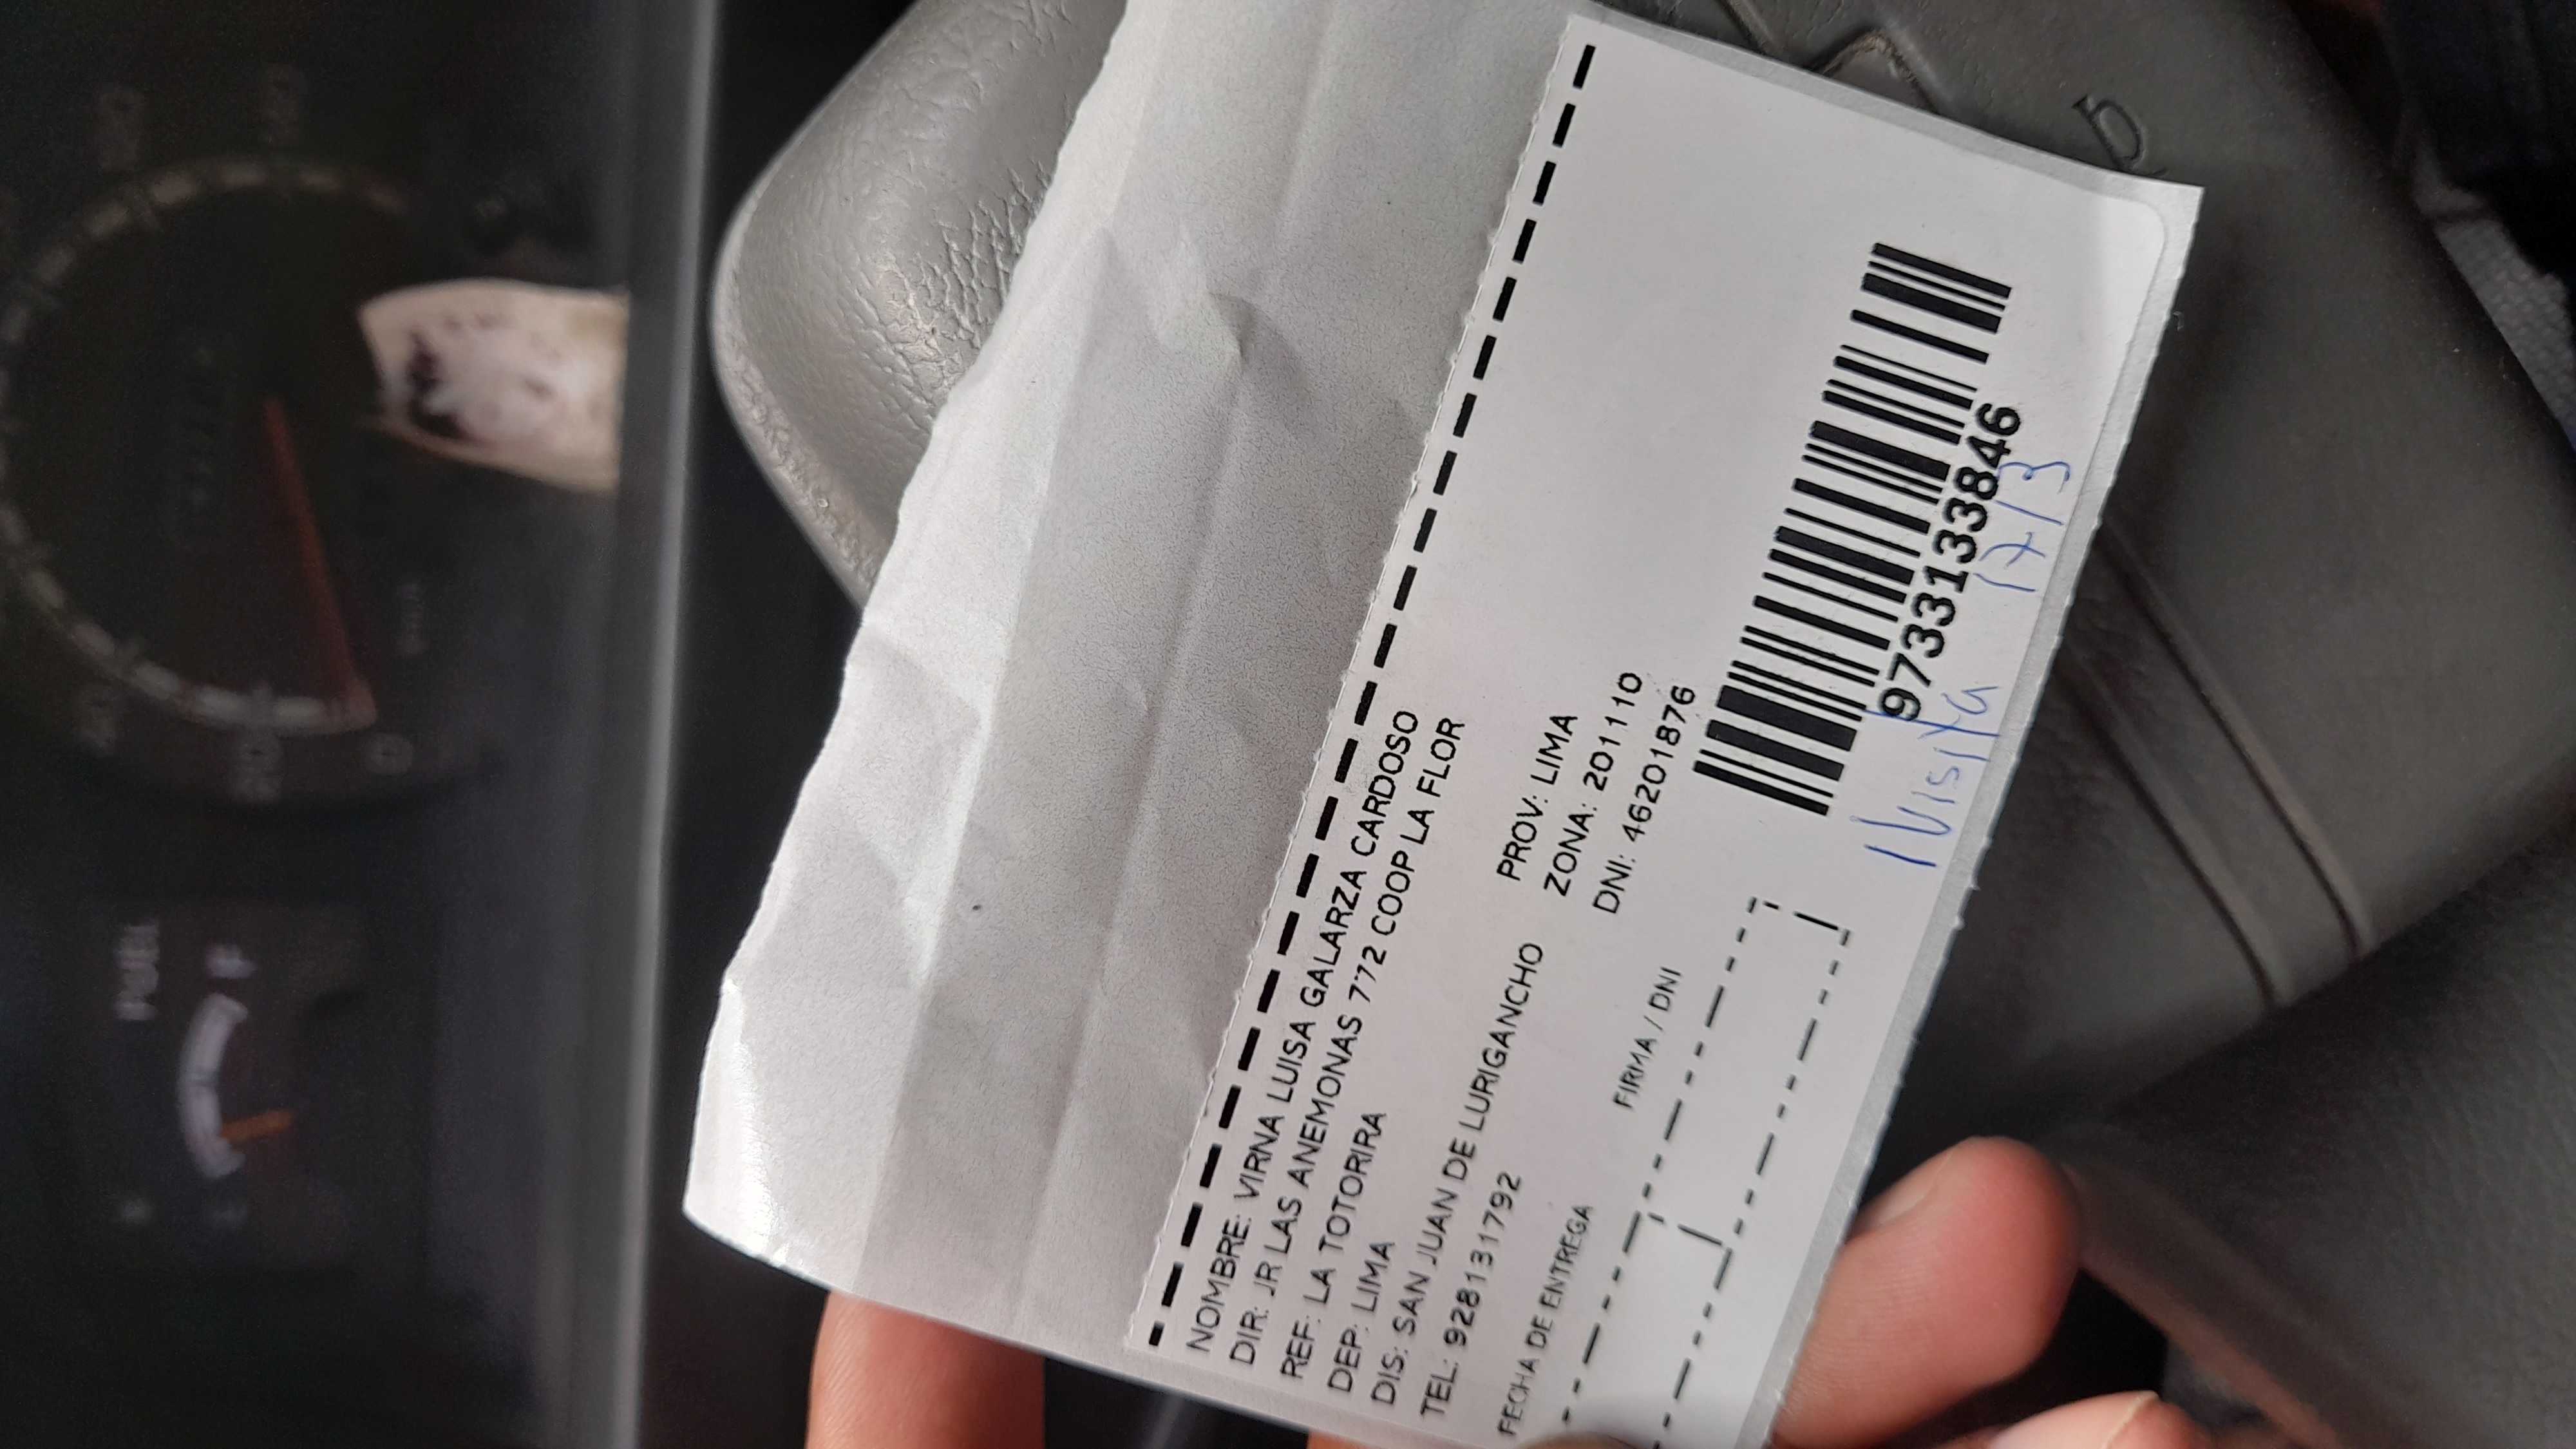 NOMBRE: VIRNA LUISA GALARZA CARDOSO
DIR: JR LAS ANEMONAS 772 COOP LA FLOR
REF: LA TOTORIRA
DEP: LIMA PROV: LIMA
DIS: SAN JUAN DE LURIGANCHO ZONA: 201110
TEL: 928131792 DNI: 46201876
FECHA DE ENTREGA FIRMA / DNI
9733133846
1 Visita 17/3
FUEL
F
0